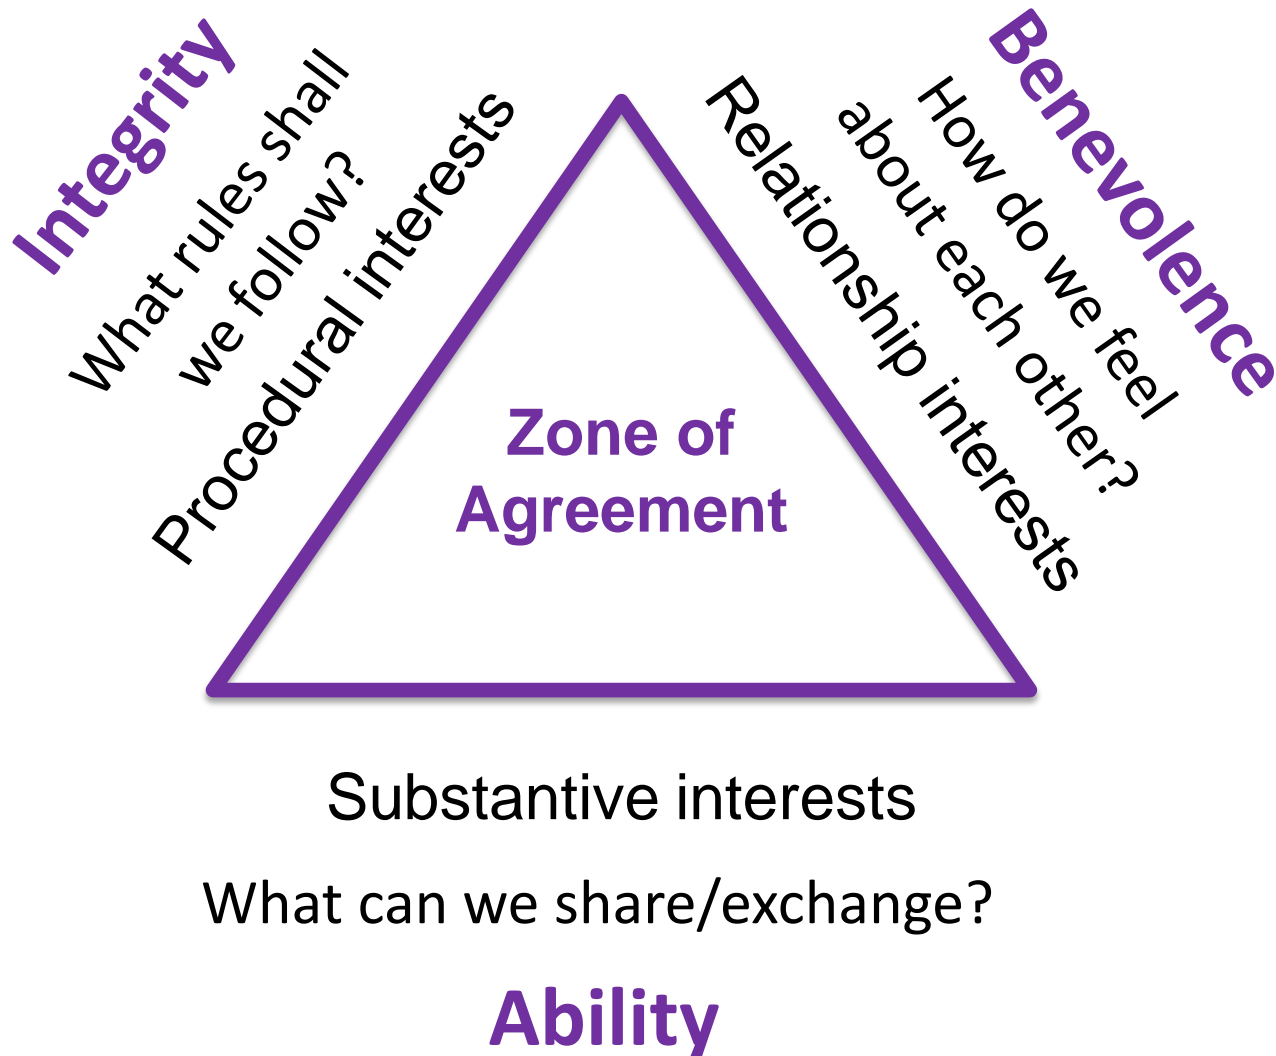 Integrity
What rules shall
we follow?
Procedural interests
Benevolence
How do we feel
about each other?
Relationship interests
Zone of
Agreement
Substantive interests
What can we share/exchange?
Ability